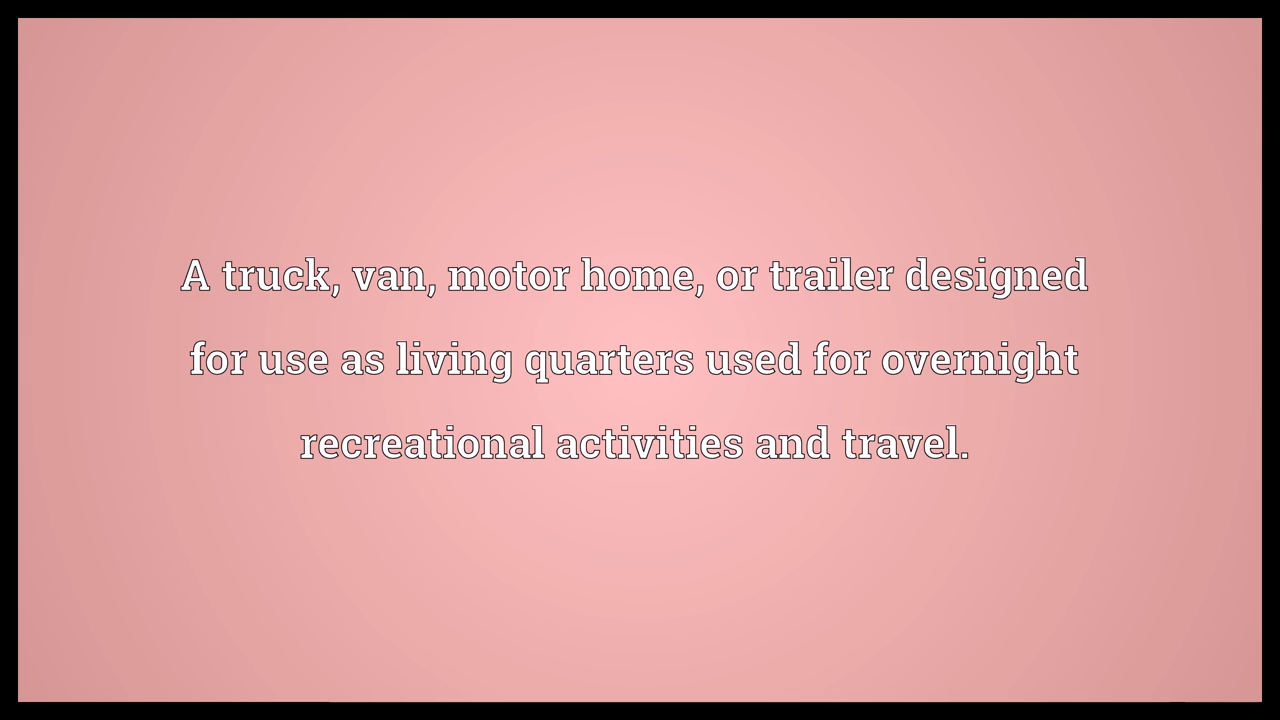 A truck, van, motor home, or trailer designed
for use as living quarters used for overnight
recreational activities and travel.